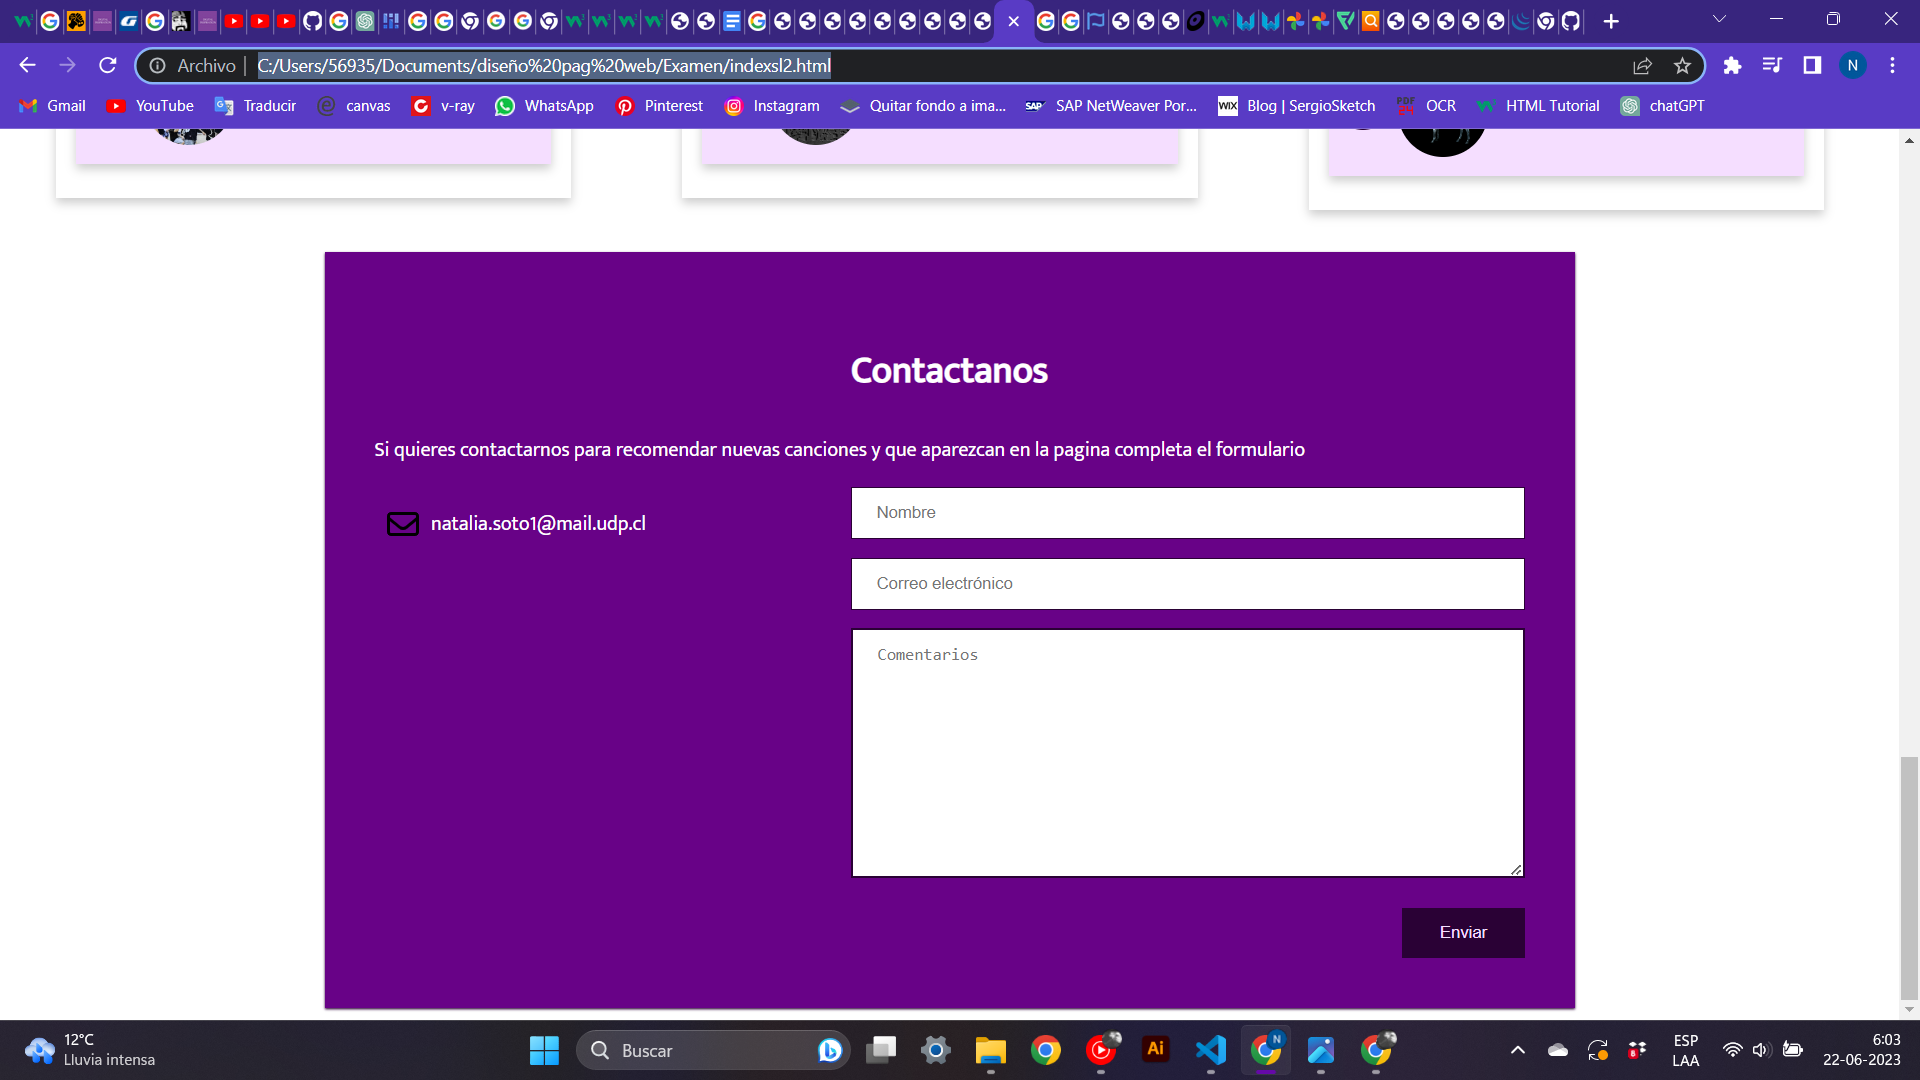 Archivo
C:/Users/56935/Documents/diseño%20pag%20web/Examen/indexsl2.html
N
Gmail
YouTube
Traducir
canvas
v-ray
WhatsApp
Pinterest
Instagram
Quitar fondo a ima...
SAP NetWeaver Por...
Blog | SergioSketch
OCR
HTML Tutorial
chatGPT
Contactanos
Si quieres contactarnos para recomendar nuevas canciones y que aparezcan en la pagina completa el formulario
natalia.soto1@mail.udp.cl
Nombre
Correo electrónico
Comentarios
Enviar
12°C
Lluvia intensa
Buscar
Ai
N
ESP
LAA
6:03
22-06-2023